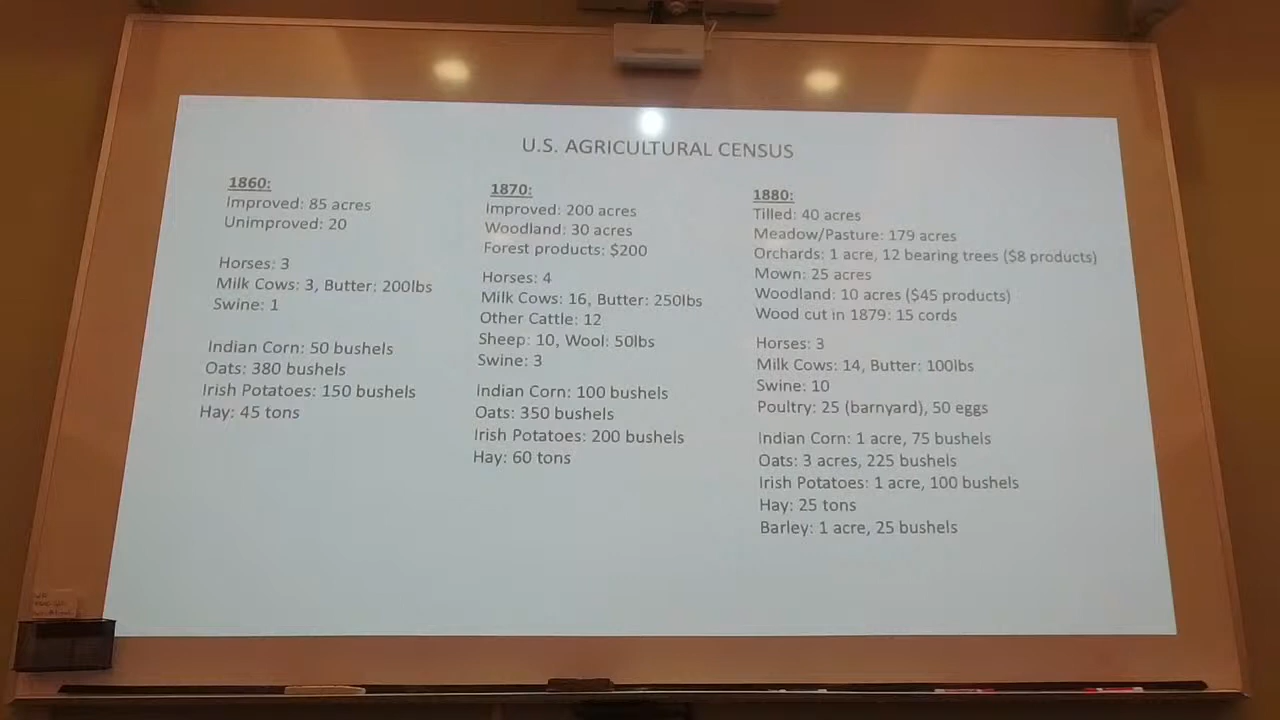 U.S. AGRICULTURAL CENSUS
1860:
Improved: 85 acres
Unimproved: 20
Horses: 3
Milk Cows: 3, Butter: 200lbs
Swine: 1
Indian Corn: 50 bushels
Oats: 380 bushels
Irish Potatoes: 150 bushels
Hay: 45 tons
1870:
Improved: 200 acres
Woodland: 30 acres
Forest products: $200
Horses: 4
Milk Cows: 16, Butter: 250lbs
Other Cattle: 12
Sheep: 10, Wool: 50lbs
Swine: 3
Indian Corn: 100 bushels
Oats: 350 bushels
Irish Potatoes: 200 bushels
Hay: 60 tons
1880:
Tilled: 40 acres
Meadow/Pasture: 179 acres
Orchards: 1 acre, 12 bearing trees ($8 products)
Mown: 25 acres
Woodland: 10 acres ($45 products)
Wood cut in 1879: 15 cords
Horses: 3
Milk Cows: 14, Butter: 100lbs
Swine: 10
Poultry: 25 (barnyard), 50 eggs
Indian Corn: 1 acre, 75 bushels
Oats: 3 acres, 225 bushels
Irish Potatoes: 1 acre, 100 bushels
Hay: 25 tons
Barley: 1 acre, 25 bushels